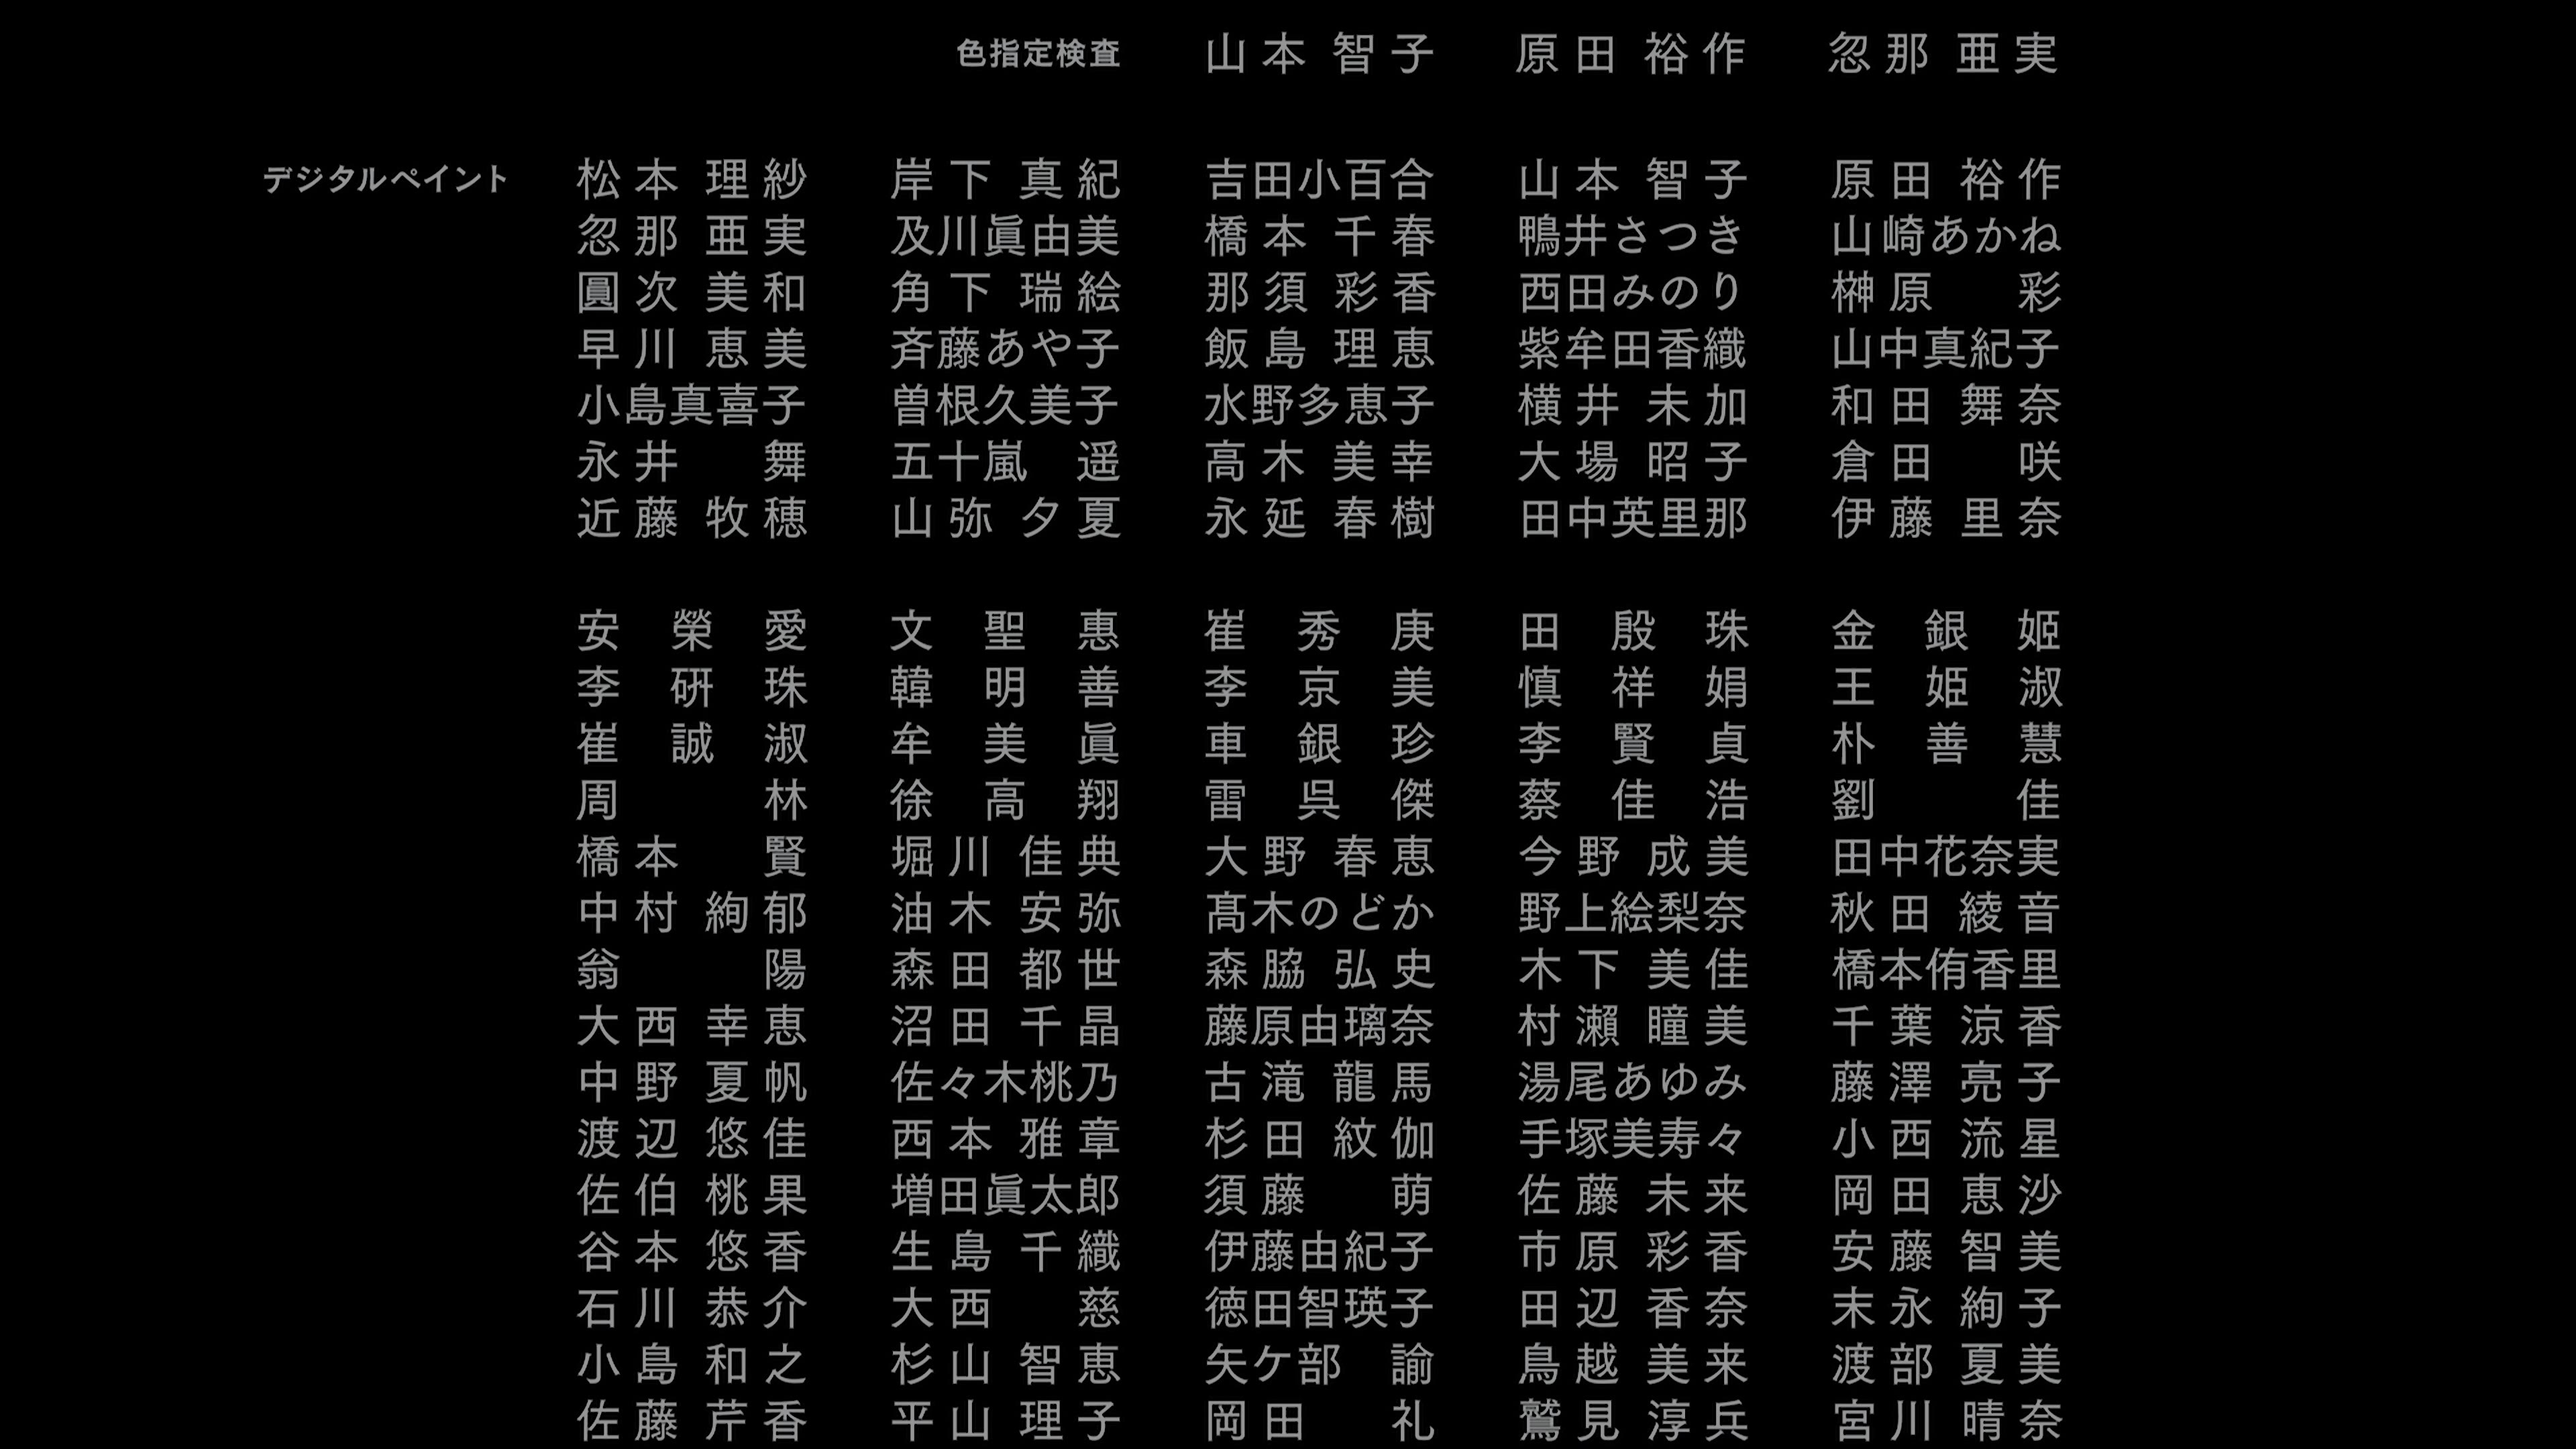 色指定検査 山本 智子 原田 裕作 忽那 亜実
デジタルペイント 松本 理紗 岸下 真紀 吉田小百合 山本 智子 原田 裕作
忽那 亜実 及川眞由美 橋本 千春 鴨井さつき 山崎あかね
圓次 美和 角下 瑞絵 那須 彩香 西田みのり 榊原 彩
早川 恵美 斉藤あや子 飯島 理恵 紫牟田香織 山中真紀子
小島真喜子 曽根久美子 水野多恵子 横井 未加 和田 舞奈
永井 舞 五十嵐 遥 高木 美幸 大場 昭子 倉田 咲
近藤 牧穂 山弥 夕夏 永延 春樹 田中英里那 伊藤 里奈
安 榮 愛 文 聖 惠 崔 秀 庚 田 殷 珠 金 銀 姫
李 硏 珠 韓 明 善 李 京 美 慎 祥 娟 王 姫 淑
崔 誠 淑 牟 美 眞 車 銀 珍 李 賢 貞 朴 善 慧
周 林 徐 高 翔 雷 呉 傑 蔡 佳 浩 劉 佳
橋本 賢 堀川 佳典 大野 春恵 今野 成美 田中花奈実
中村 絢郁 油木 安弥 髙木のどか 野上絵梨奈 秋田 綾音
翁 陽 森田 都世 森脇 弘史 木下 美佳 橋本侑香里
大西 幸恵 沼田 千晶 藤原由璃奈 村瀬 瞳美 千葉 涼香
中野 夏帆 佐々木桃乃 古滝 龍馬 湯尾あゆみ 藤澤 亮子
渡辺 悠佳 西本 雅章 杉田 紋伽 手塚美寿々 小西 流星
佐伯 桃果 増田眞太郎 須藤 萌 佐藤 未来 岡田 恵沙
谷本 悠香 生島 千織 伊藤由紀子 市原 彩香 安藤 智美
石川 恭介 大西 慈 徳田智瑛子 田辺 香奈 末永 絢子
小島 和之 杉山 智恵 矢ケ部 諭 鳥越 美来 渡部 夏美
佐藤 芹香 平山 理子 岡田 礼 鷲見 淳兵 宮川 晴奈